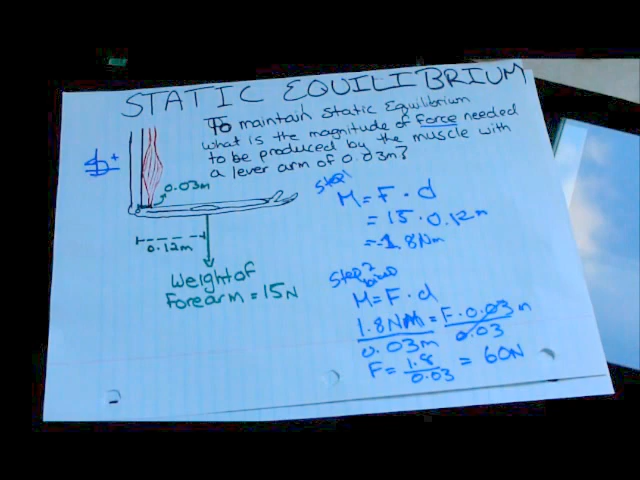 STATIC EQUILIBRIUM
To maintain Static Equilibrium
what is the magnitude of force needed
to be produced by the muscle with
a lever arm of 0.03m?
+
0.03m
0.12m
Weight of
Forearm = 15N
Step 1
M = F · d
= 15 · 0.12m
= -1.8Nm
Step 2
M = F · d
1.8NM = F · 0.03m
0.03m 0.03
F = 1.8 = 60N
0.03